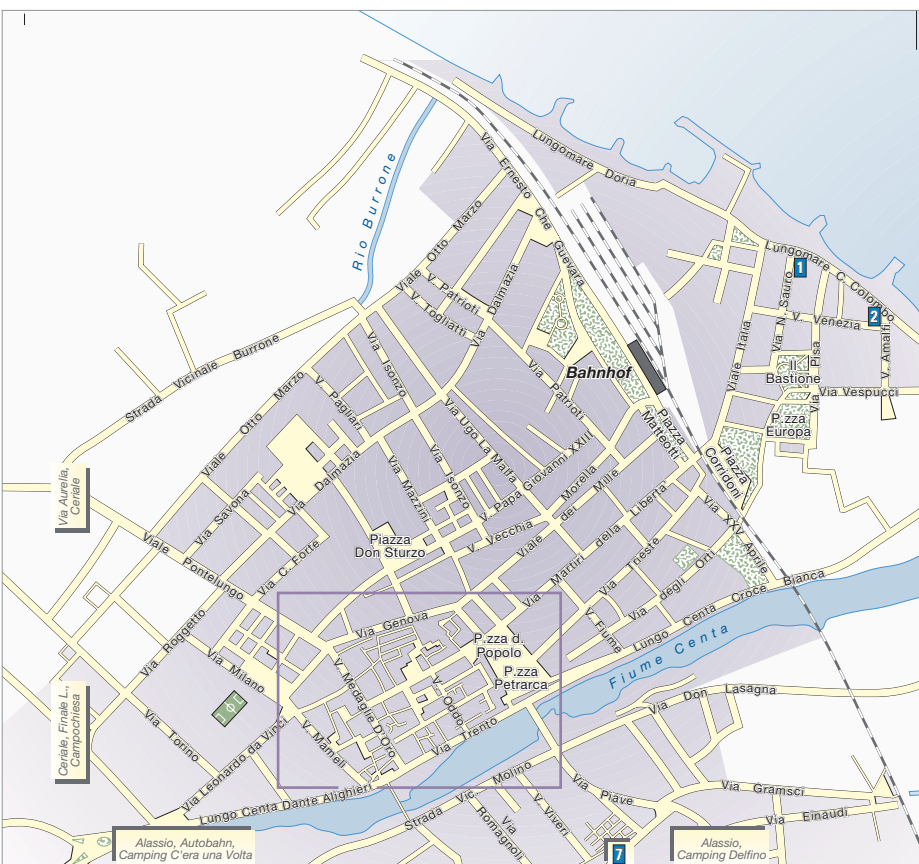 Lungomare Doria
Via Ernesto Che Guevara
Rio Burrone
Viale Otto Marzo
Lungomare C. Colombo
1
Via N. Sauro
2
V. Patrioti
V. Togliatti
Via Dalmazia
V. Venezia
Viale Italia
V. Amalfi
Via Pisa
Strada Vicinale Burrone
Via Isonzo
Bahnhof
Il
Bastione
Via Vespucci
Via Patrioti
V. Pagliari
P.zza
Europa
Piazza
Matteotti
Viale Otto Marzo
Via Ugo La Malfa
Piazza
Corridoni
Via Aurelia,
Ceriale
Via Savona
Via Dalmazia
Via Mazzini
Via Isonzo
V. Papa Giovanni XXIII
Morella
Viale dei Mille
Via Martiri della Liberta'
Via XXV Aprile
Piazza
Don Sturzo
V. Vecchia
Viale Pontelungo
Via C. Forte
Via Trieste
Via degli Orti
Lungo Centa Croce Bianca
V. Fiume
Via Genova
P.zza d.
Popolo
P.zza
Petrarca
Fiume Centa
Via Roggetto
Via Milano
V. Medaglie D'Oro
V. Oddo
Via Don Lasagna
Ceriale, Finale L.,
Campochiesa
Via Torino
Via Leonardo da Vinci
V. Mameli
Via Trento
Lungo Centa Dante Alighieri
Strada Vic. Molino
Via Piave
Via Gramsci
Via Einaudi
Via Romagnoli
V. Viveri
7
Alassio, Autobahn,
Camping C'era una Volta
Alassio,
Camping Delfino